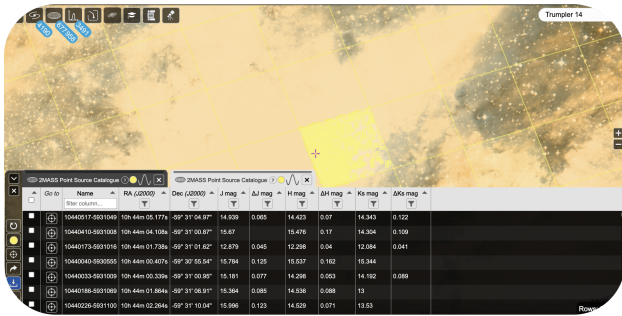 Trumpler 14
4190
677958
3491
2MASS Point Source Catalogue
2MASS Point Source Catalogue
Go to Name RA (J2000) Dec (J2000) J mag ΔJ mag H mag ΔH mag Ks mag ΔKs mag
filter column...
10440517-5931049 10h 44m 05.177s -59° 31' 04.97" 14.939 0.065 14.423 0.07 14.343 0.122
10440410-5931008 10h 44m 04.108s -59° 31' 00.87" 15.67 15.476 0.17 14.304 0.109
10440173-5931016 10h 44m 01.738s -59° 31' 01.62" 12.879 0.045 12.298 0.04 12.084 0.041
10440040-5930555 10h 44m 00.407s -59° 30' 55.54" 15.784 0.125 15.537 0.162 15.344
10440033-5931009 10h 44m 00.339s -59° 31' 00.95" 15.181 0.077 14.298 0.053 14.192 0.089
10440186-5931069 10h 44m 01.864s -59° 31' 06.91" 15.364 0.085 14.536 0.088 13
10440226-5931100 10h 44m 02.264s -59° 31' 10.04" 15.996 0.123 14.529 0.071 13.53
Rows: